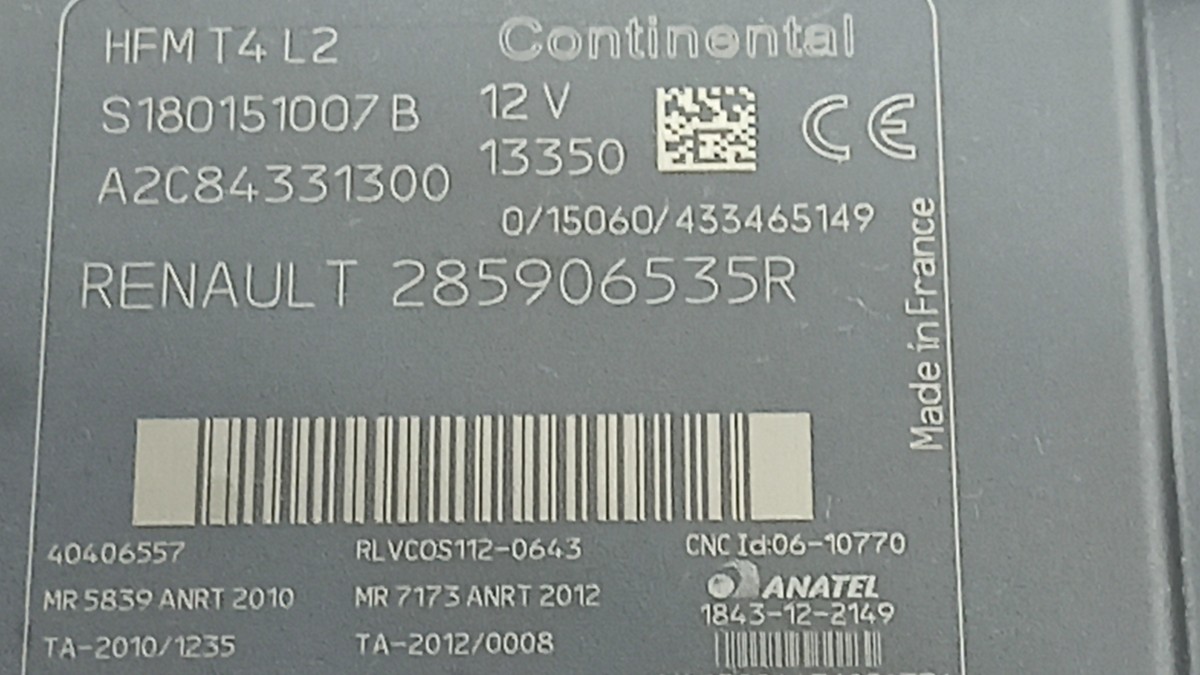 HFM T4 L2
Continental
S180151007B
12 V
A2C84331300
13350
CE
0/15060/433465149
RENAULT 285906535R
Made in France
40406557
RLVCOS112-0643
CNC Id:06-10770
MR 5839 ANRT 2010
MR 7173 ANRT 2012
ANATEL
1843-12-2149
TA-2010/1235
TA-2012/0008